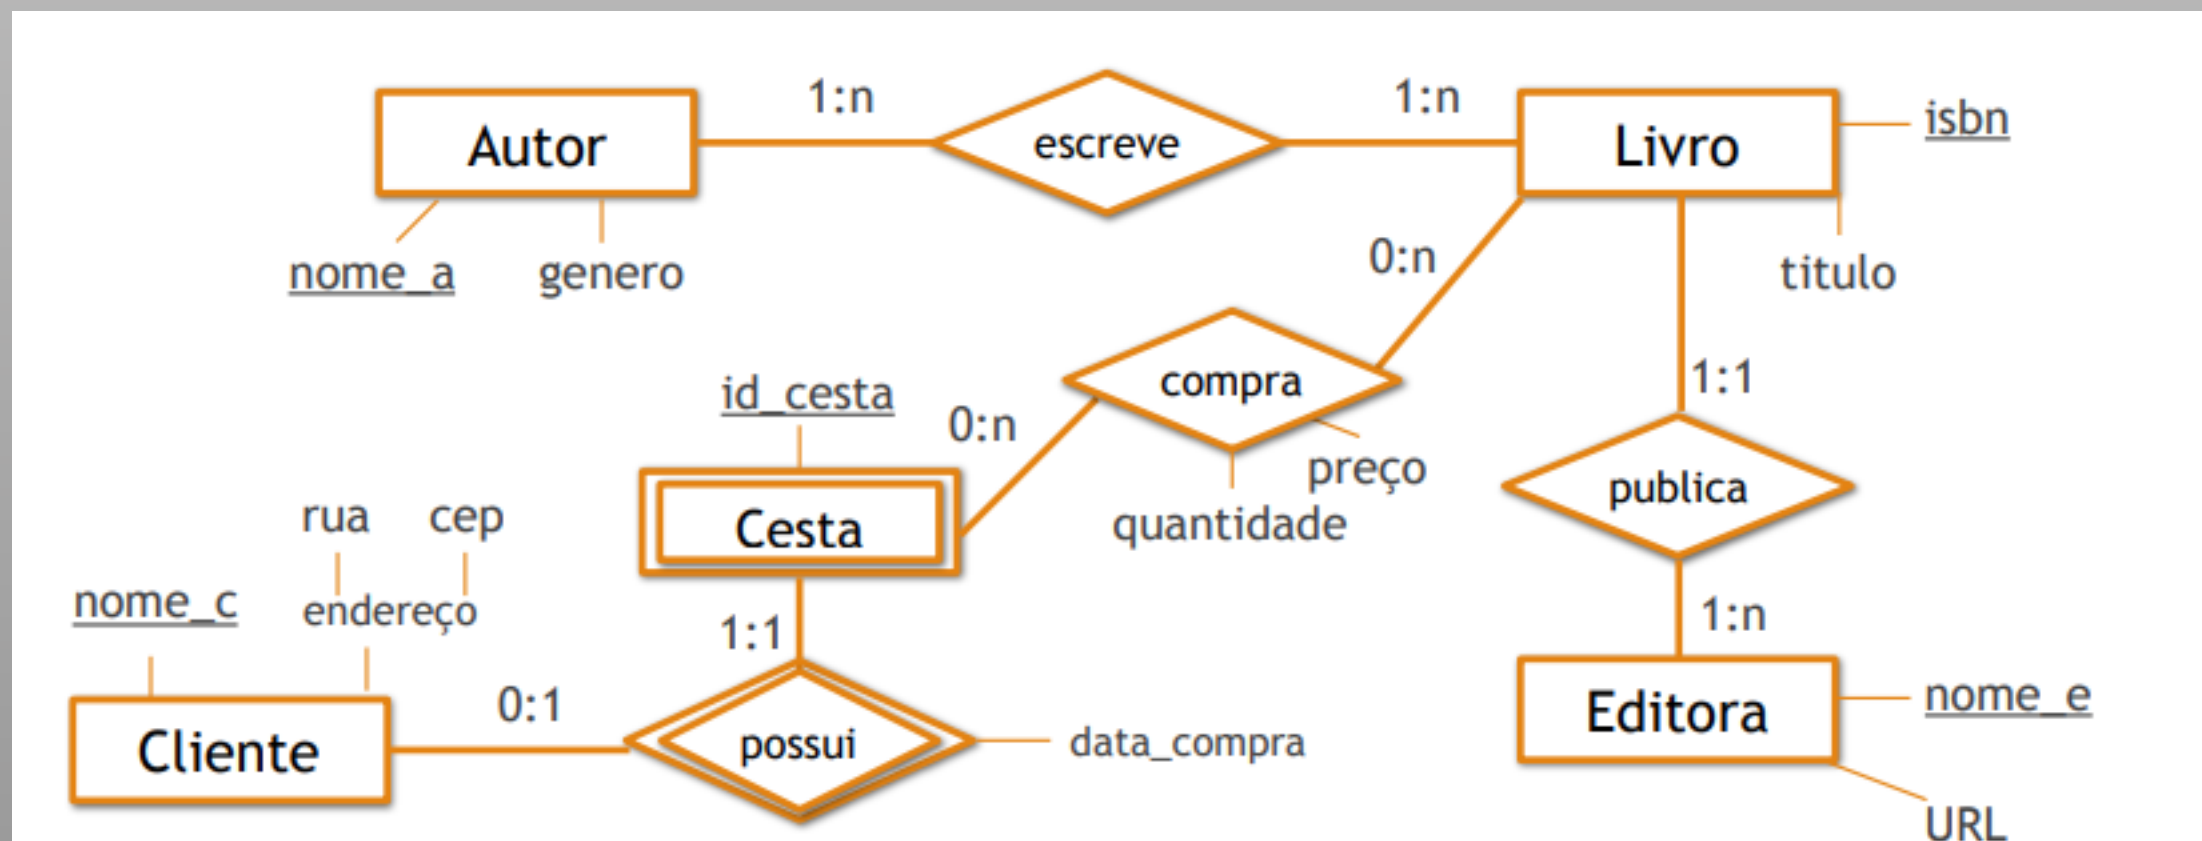 1:n
1:n
Autor
escreve
Livro
isbn
nome_a
genero
0:n
titulo
compra
1:1
id_cesta
0:n
preço
publica
quantidade
Cesta
rua
cep
nome_c
endereço
1:1
1:n
0:1
Cliente
possui
data_compra
Editora
nome_e
URL